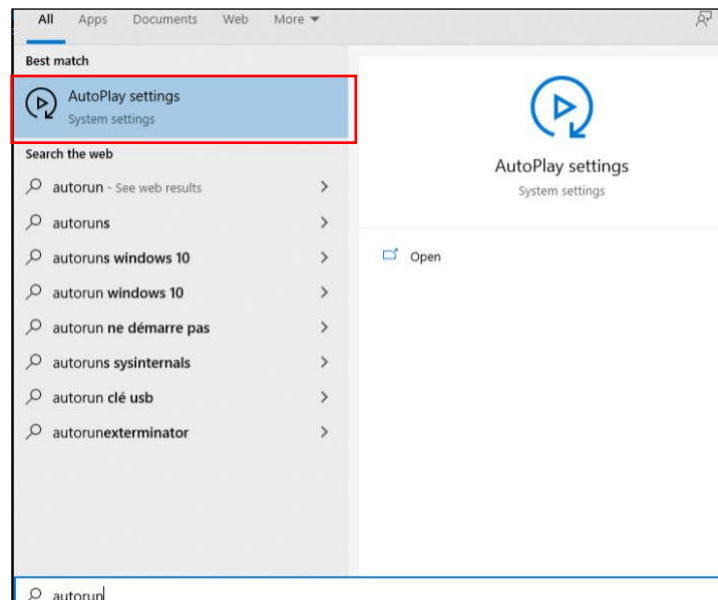 All Apps Documents Web More
Best match
AutoPlay settings
System settings
Search the web
autorun - See web results
autoruns
autoruns windows 10
autorun windows 10
autorun ne démarre pas
autoruns sysinternals
autorun clé usb
autorunexterminator
autorun
AutoPlay settings
System settings
Open